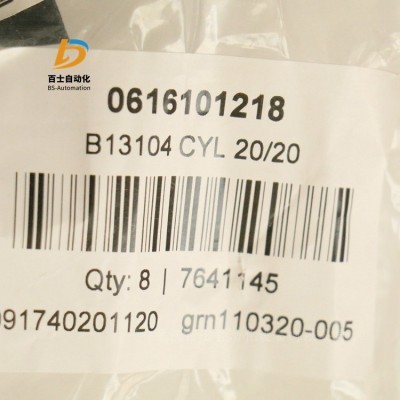 百士自动化
BS-Automation
0616101218
B13104 CYL 20/20
Qty: 8 | 7641145
091740201120 grn110320-005